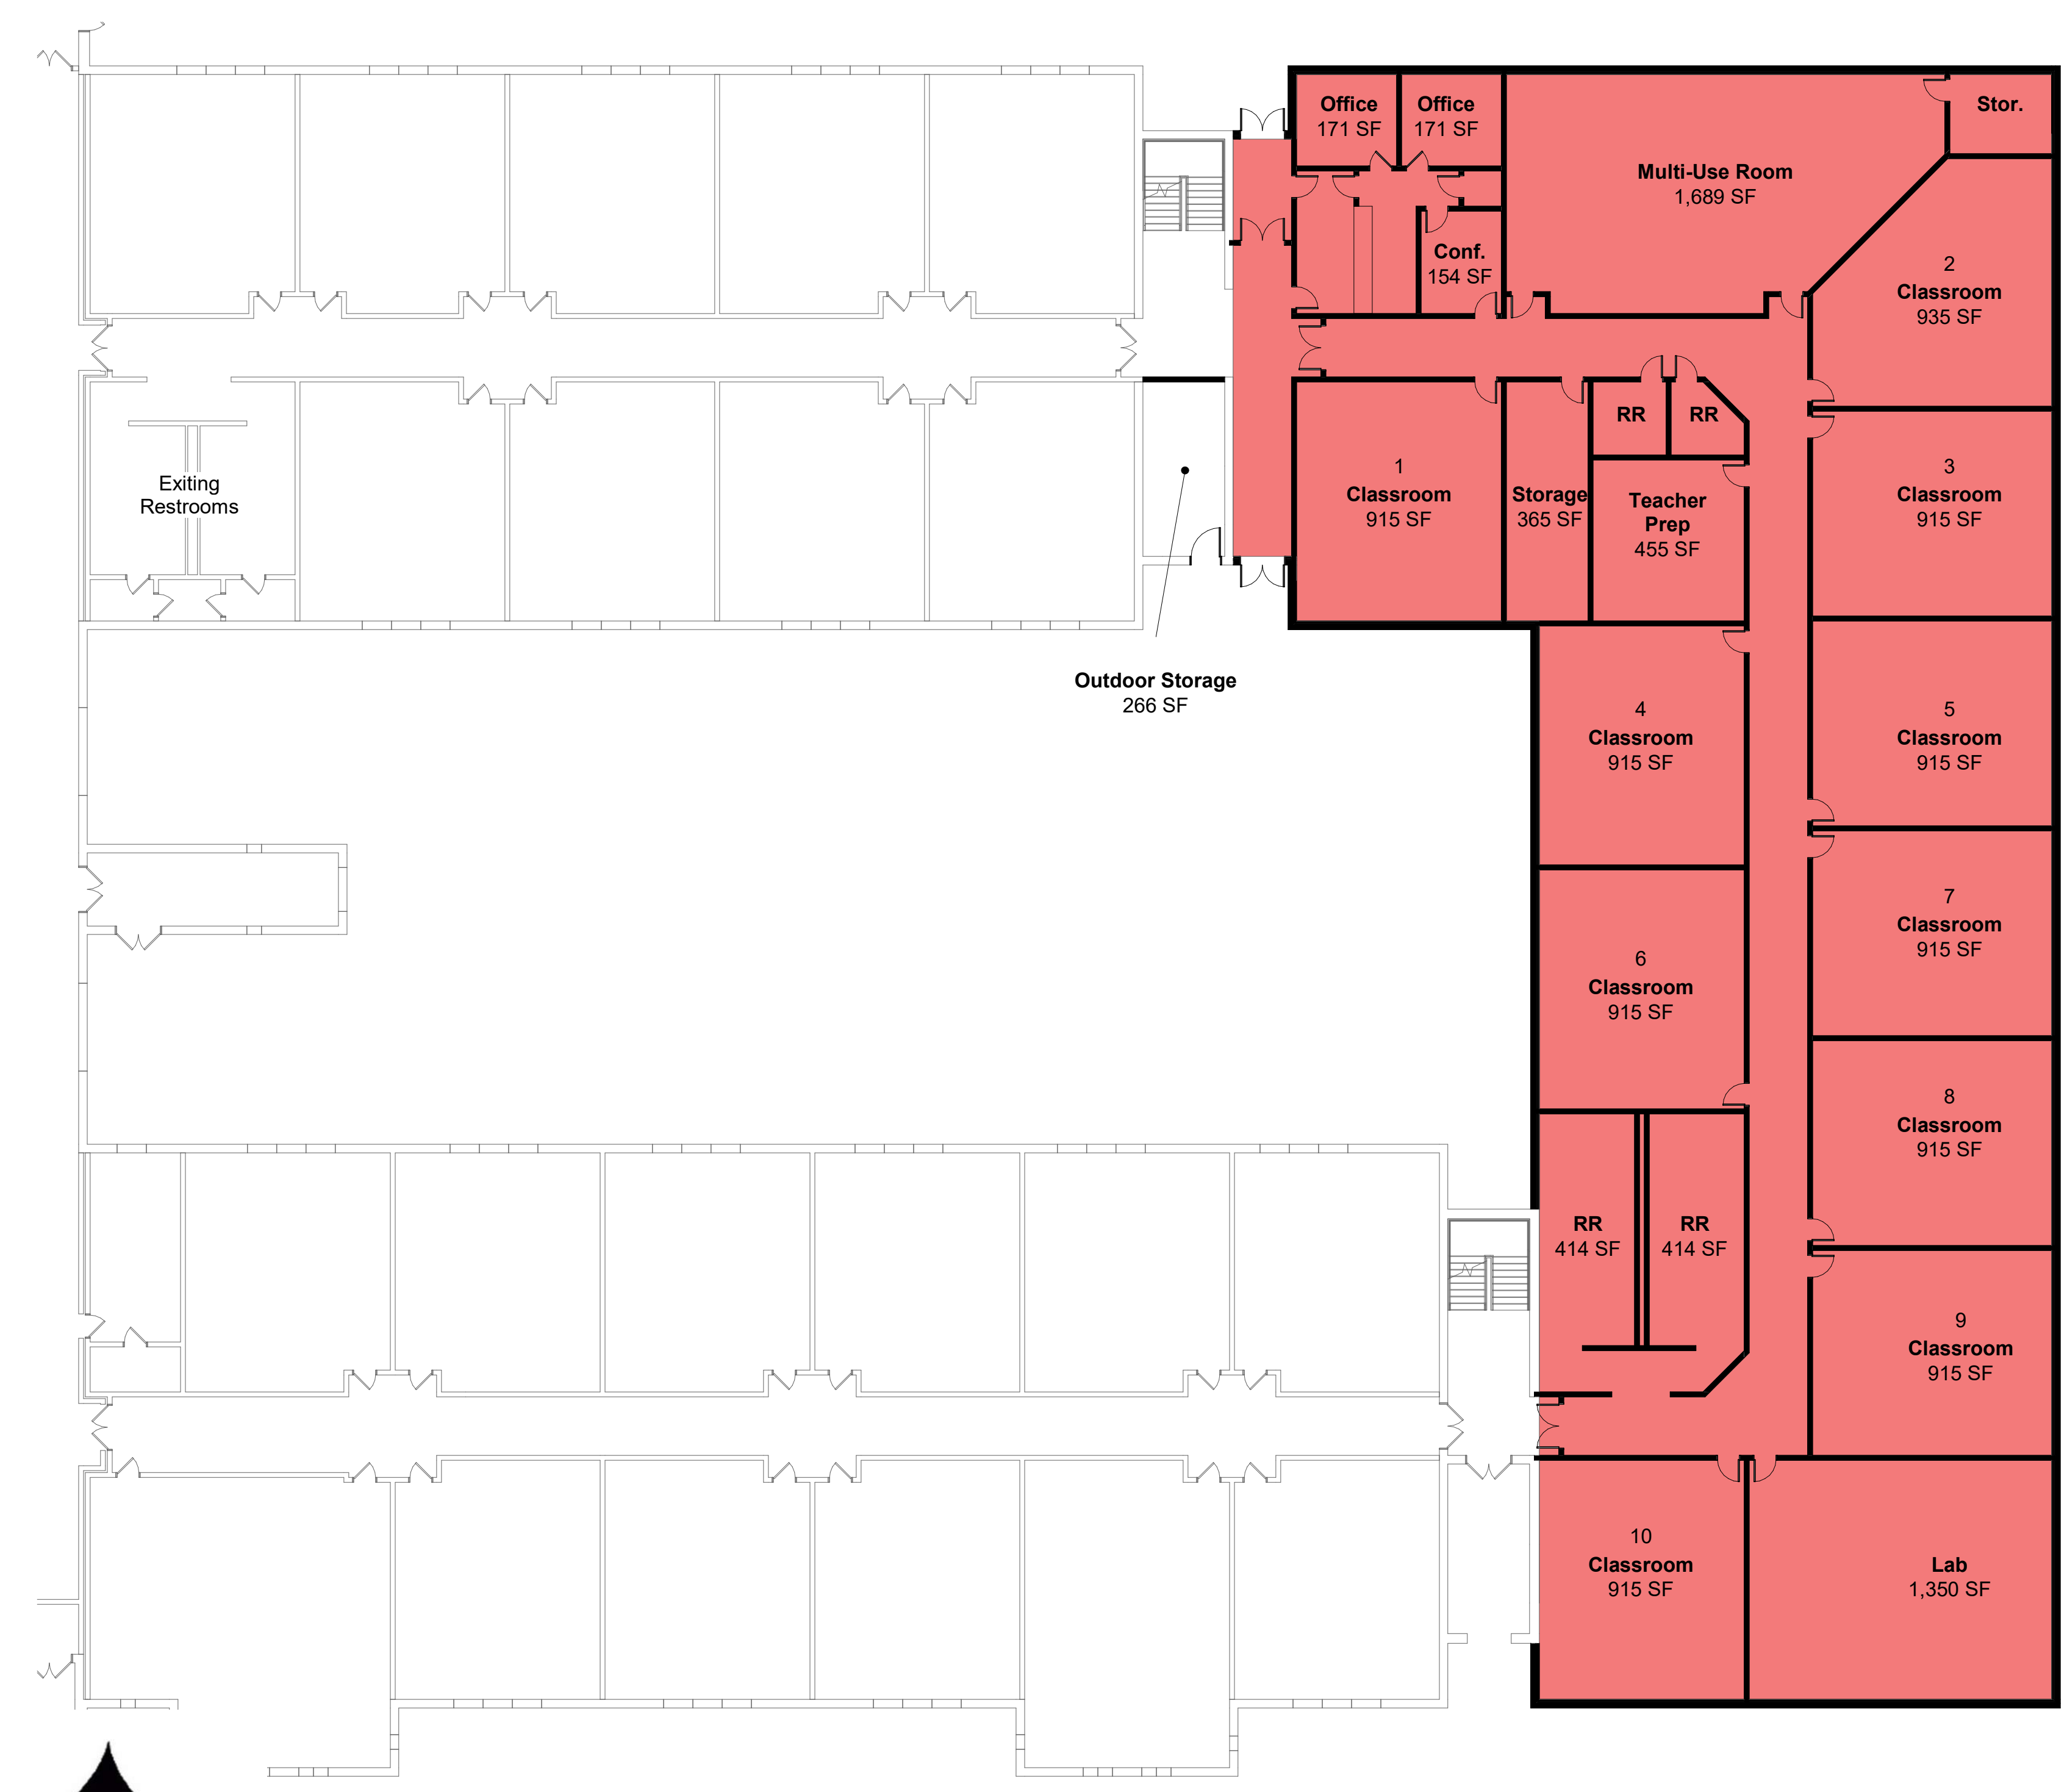 Office
171 SF
Office
171 SF
Stor.
Multi-Use Room
1,689 SF
Conf.
154 SF
2
Classroom
935 SF
RR
RR
1
Classroom
915 SF
Storage
365 SF
Teacher
Prep
455 SF
3
Classroom
915 SF
Exiting
Restrooms
Outdoor Storage
266 SF
4
Classroom
915 SF
5
Classroom
915 SF
7
Classroom
915 SF
6
Classroom
915 SF
8
Classroom
915 SF
RR
414 SF
RR
414 SF
9
Classroom
915 SF
10
Classroom
915 SF
Lab
1,350 SF